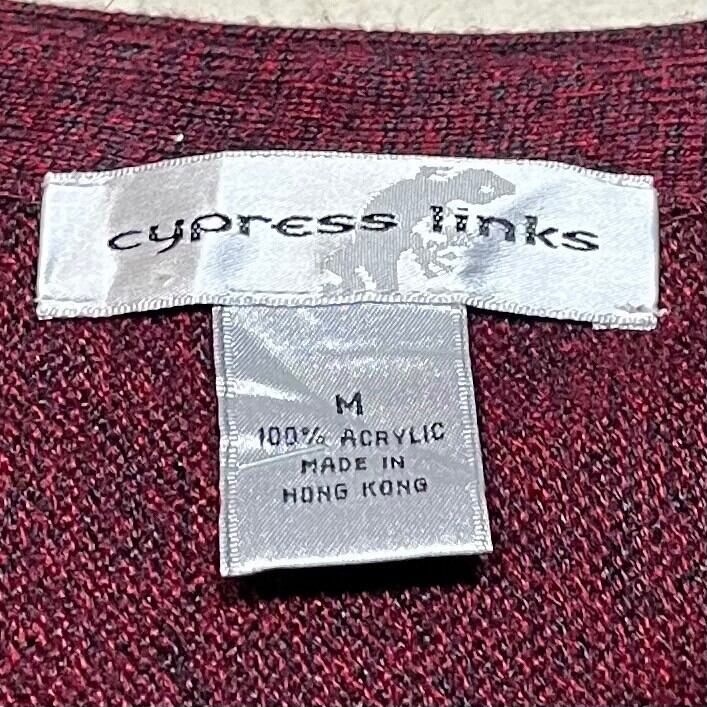 cypress links
M
100% ACRYLIC
MADE IN
HONG KONG